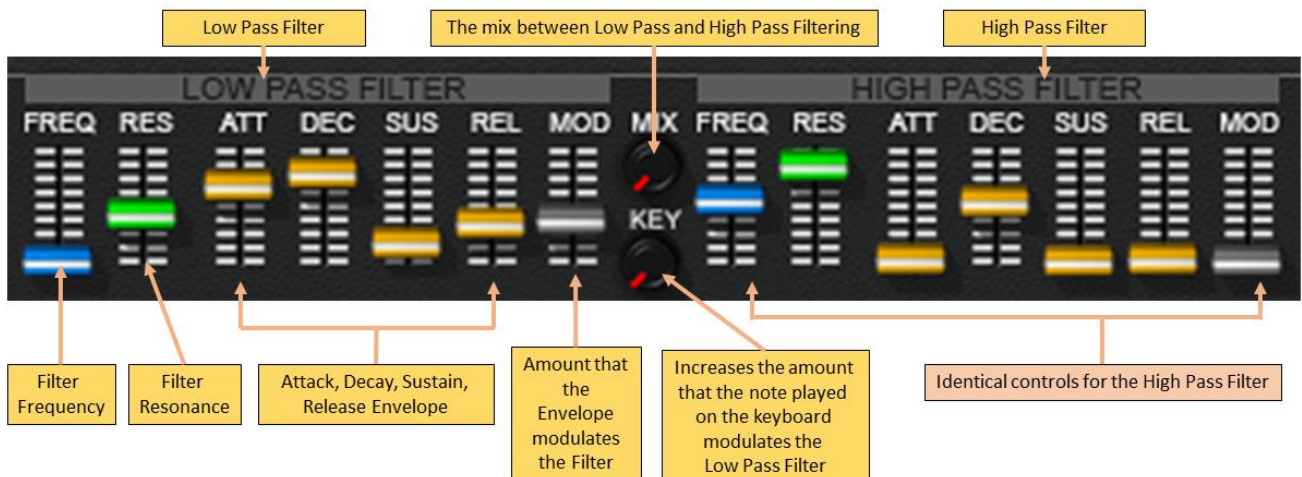 Low Pass Filter
The mix between Low Pass and High Pass Filtering
High Pass Filter
LOW PASS FILTER
HIGH PASS FILTER
FREQ RES ATT DEC SUS REL MOD MIX FREQ RES ATT DEC SUS REL MOD
KEY
Filter
Frequency
Filter
Resonance
Attack, Decay, Sustain,
Release Envelope
Amount that
the
Envelope
modulates
the Filter
Increases the amount
that the note played
on the keyboard
modulates the
Low Pass Filter
Identical controls for the High Pass Filter